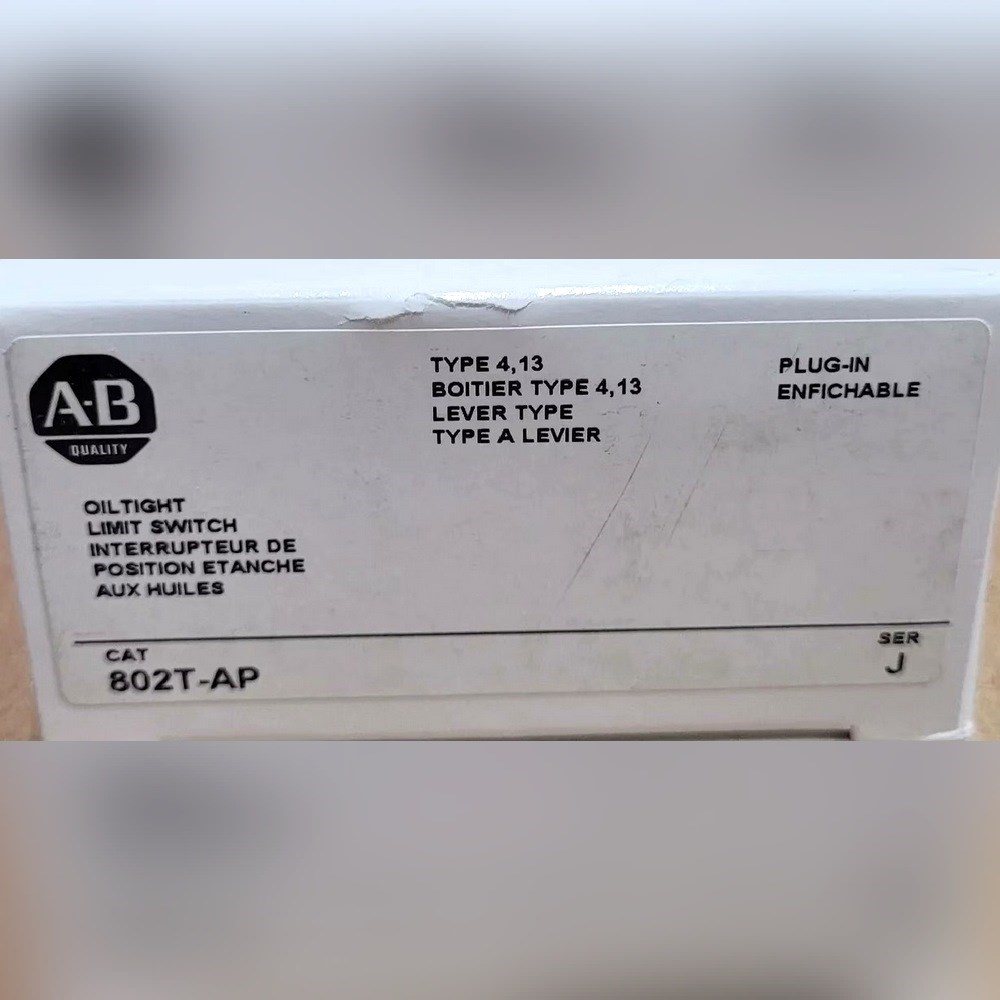 A-B
QUALITY
TYPE 4,13
BOITIER TYPE 4,13
LEVER TYPE
TYPE A LEVIER
PLUG-IN
ENFICHABLE
OILTIGHT
LIMIT SWITCH
INTERRUPTEUR DE
POSITION ETANCHE
AUX HUILES
CAT
802T-AP
SER
J